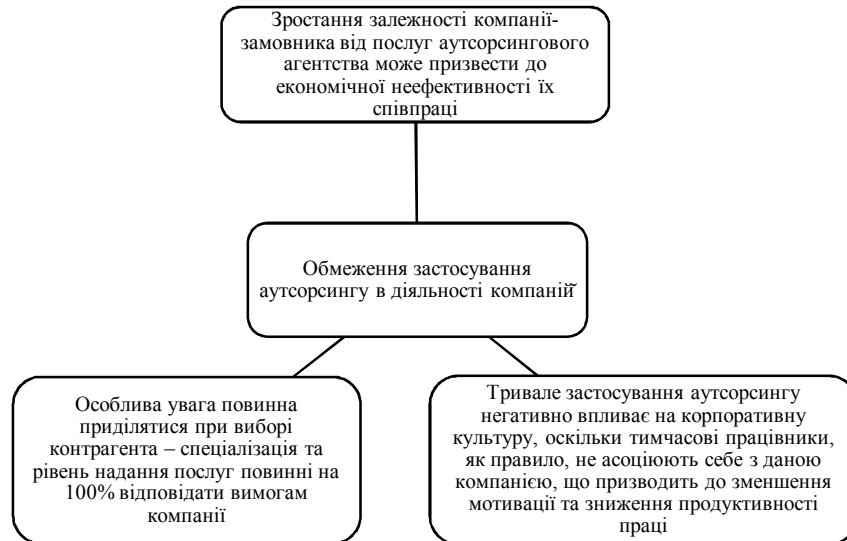 Зростання залежності компанії-
замовника від послуг аутсорсингового
агентства може призвести до
економічної неефективності їх
співпраці
Обмеження застосування
аутсорсингу в діяльності компаній
Особлива увага повинна
приділятися при виборі
контрагента – спеціалізація та
рівень надання послуг повинні на
100% відповідати вимогам
компанії
Тривале застосування аутсорсингу
негативно впливає на корпоративну
культуру, оскільки тимчасові працівники,
як правило, не асоціюють себе з даною
компанією, що призводить до зменшення
мотивації та зниження продуктивності
праці